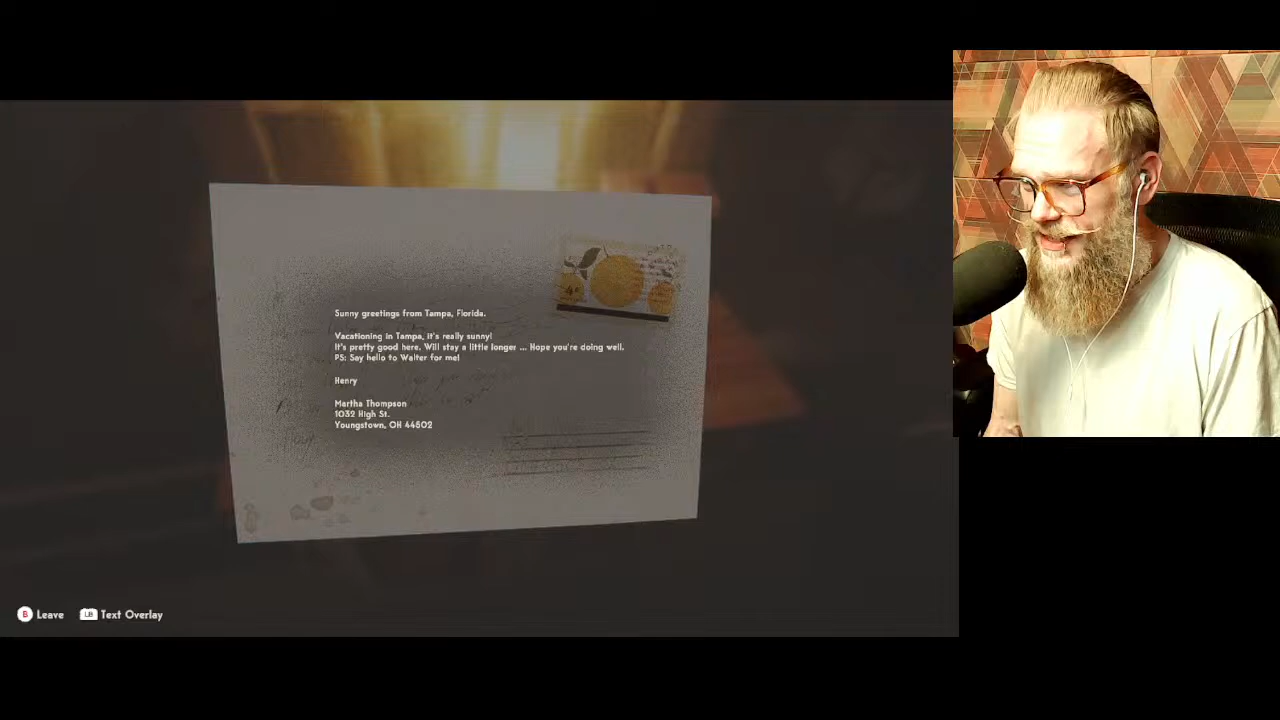 Sunny greetings from Tampa, Florida.
Vacationing in Tampa, it's really sunny!
It's pretty good here. Will stay a little longer ... Hope you're doing well.
PS: Say hello to Walter for me!
Henry
Martha Thompson
1032 High St.
Youngstown, OH 44502
B Leave LB Text Overlay